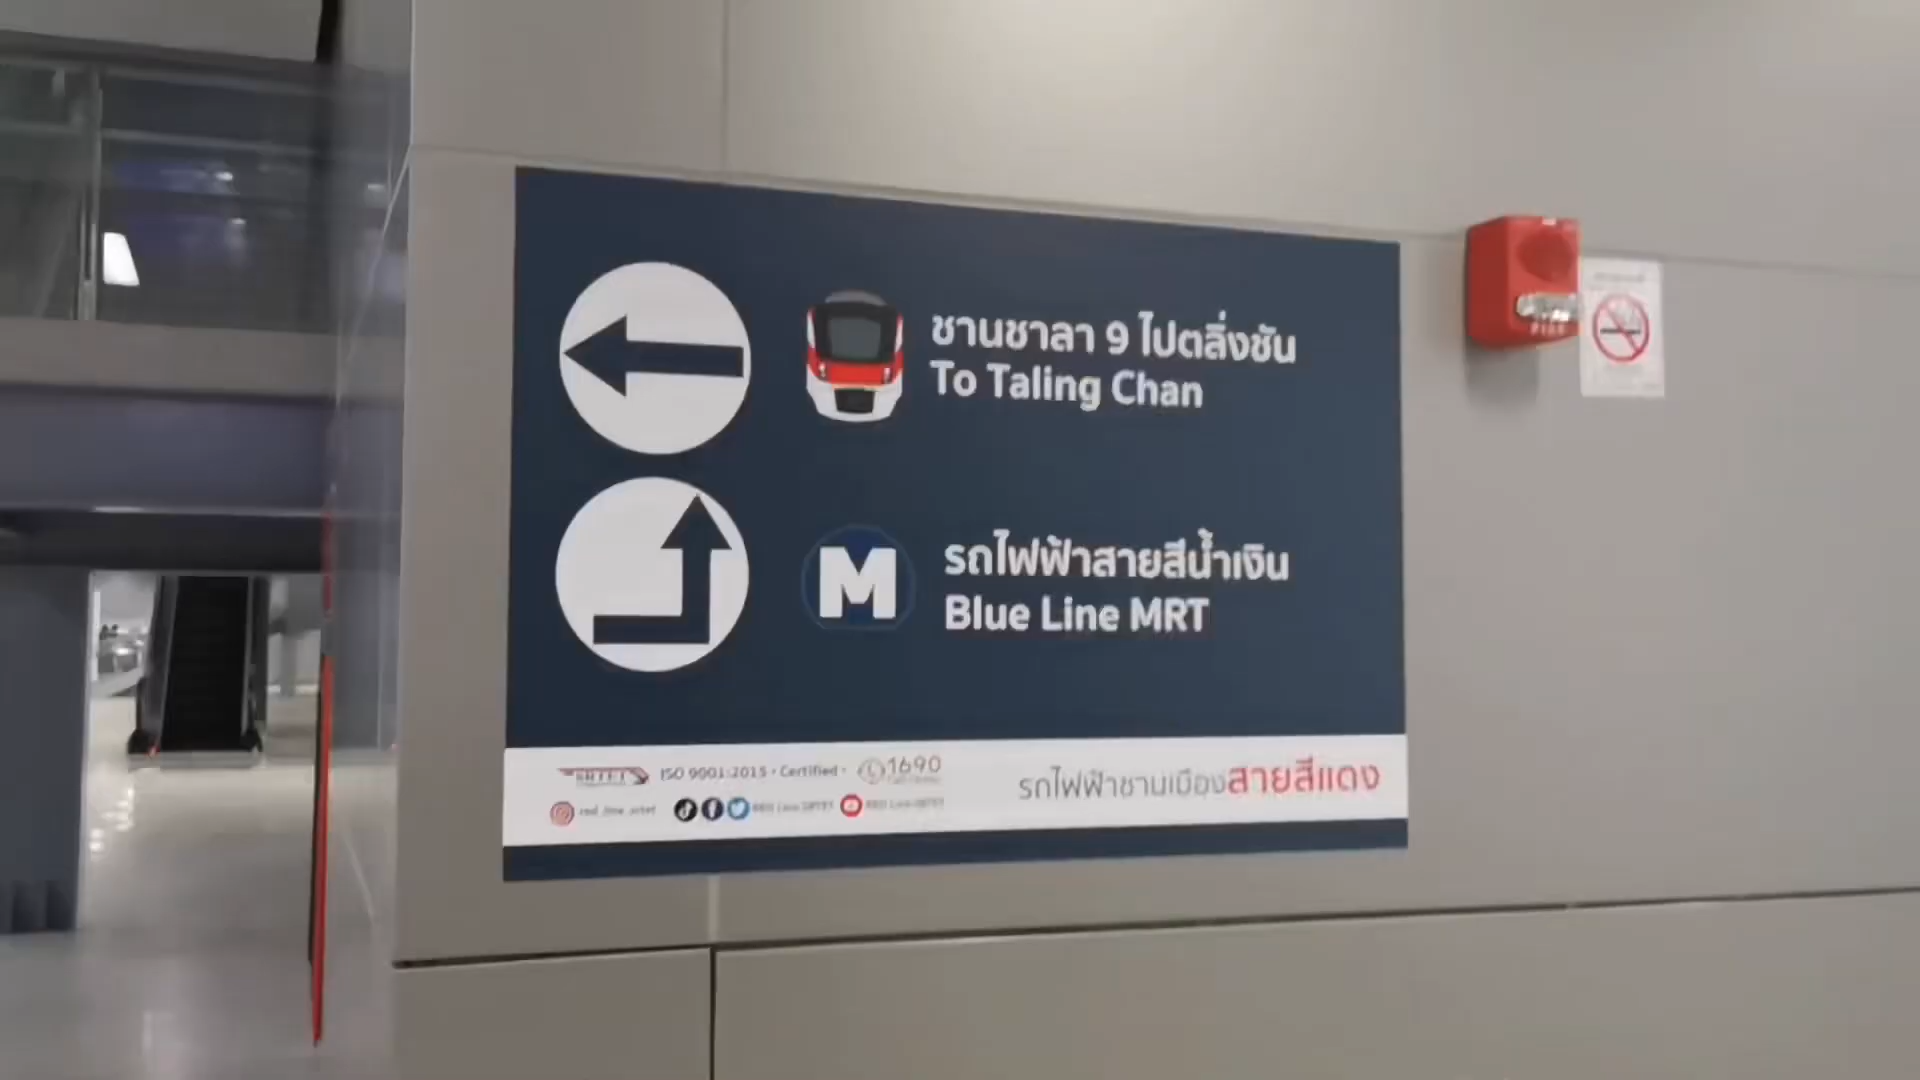 ชานชาลา 9 ไปตลิ่งชัน
To Taling Chan
M
รถไฟฟ้าสายสีน้ำเงิน
Blue Line MRT
SRTET ISO 9001:2015 • Certified • 1690
รถไฟฟ้าชานเมืองสายสีแดง
red_line_srtet RED Line SRTET RED Line SRTET
FIRE